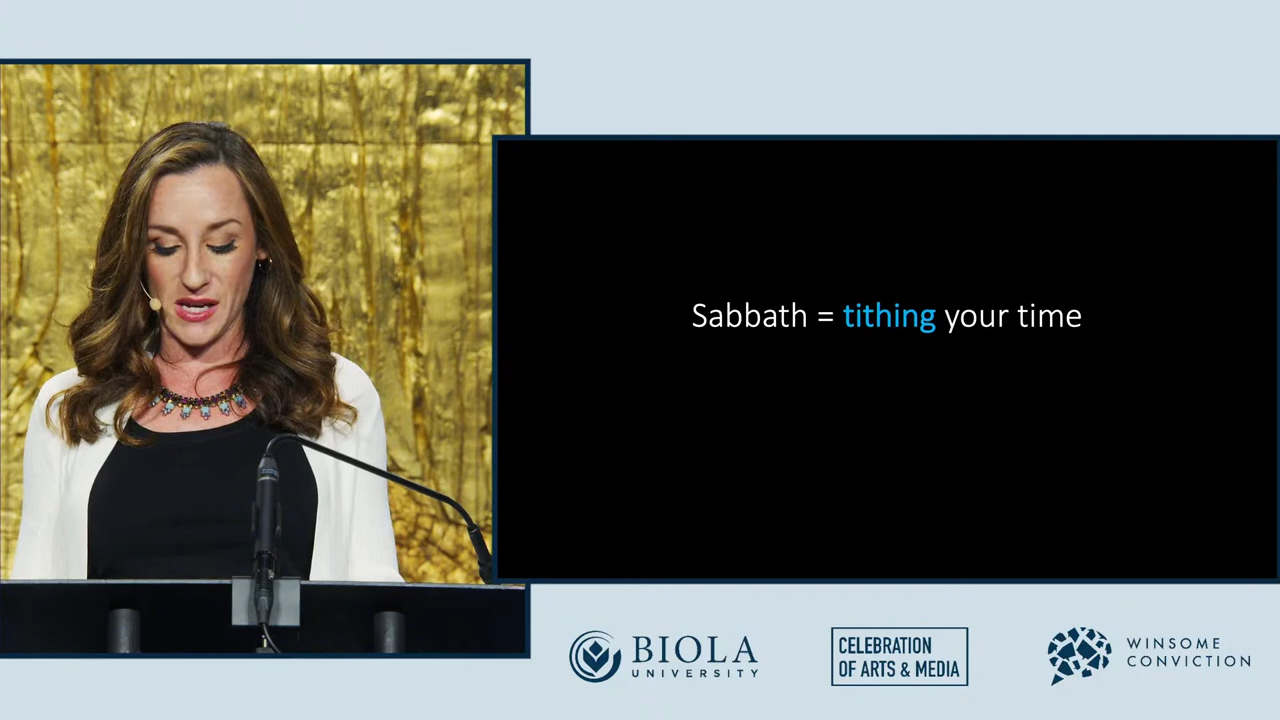 Sabbath = tithing your time
BIOLA
UNIVERSITY
CELEBRATION
OF ARTS & MEDIA
WINSOME
CONVICTION